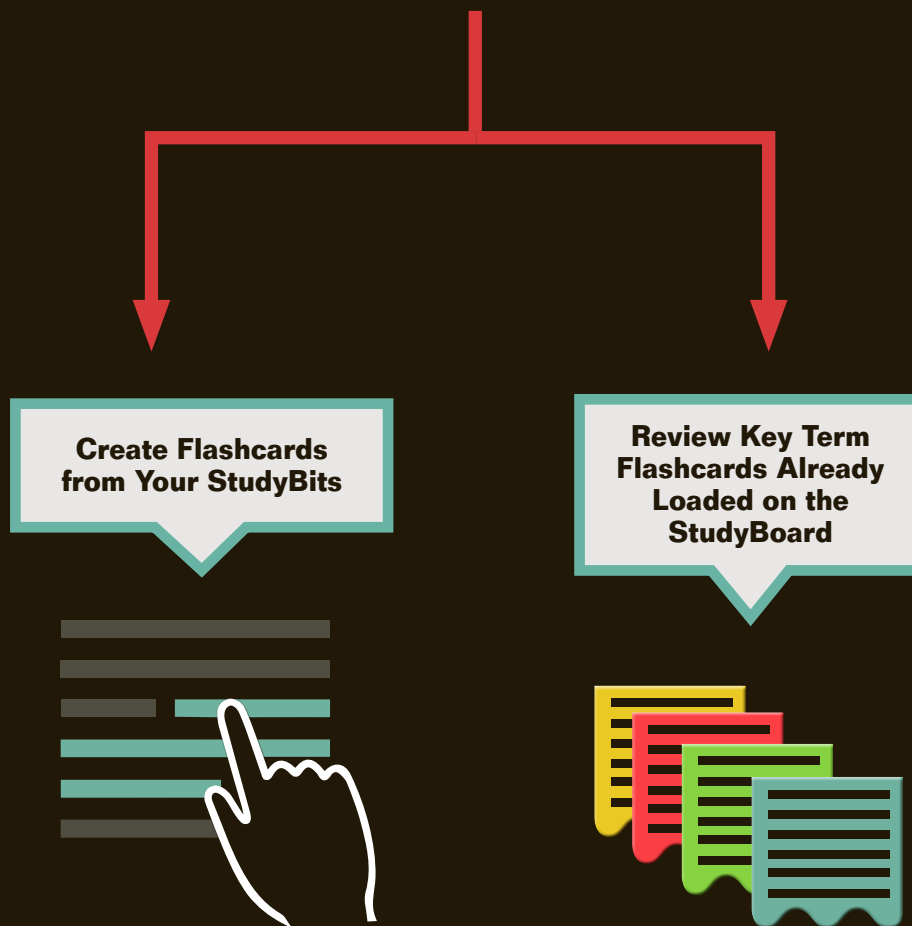 Create Flashcards
from Your StudyBits
Review Key Term
Flashcards Already
Loaded on the
StudyBoard